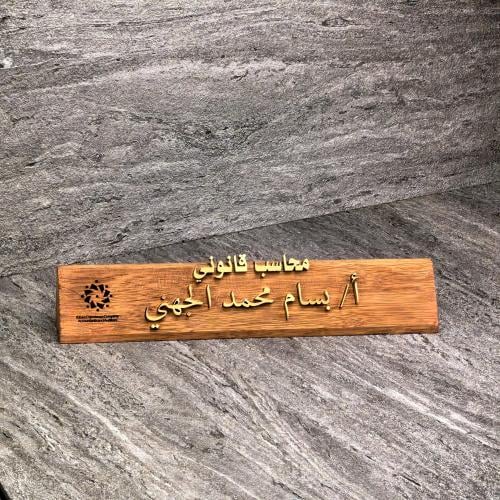 محاسب قانوني
أ/ بسام محمد الجهني